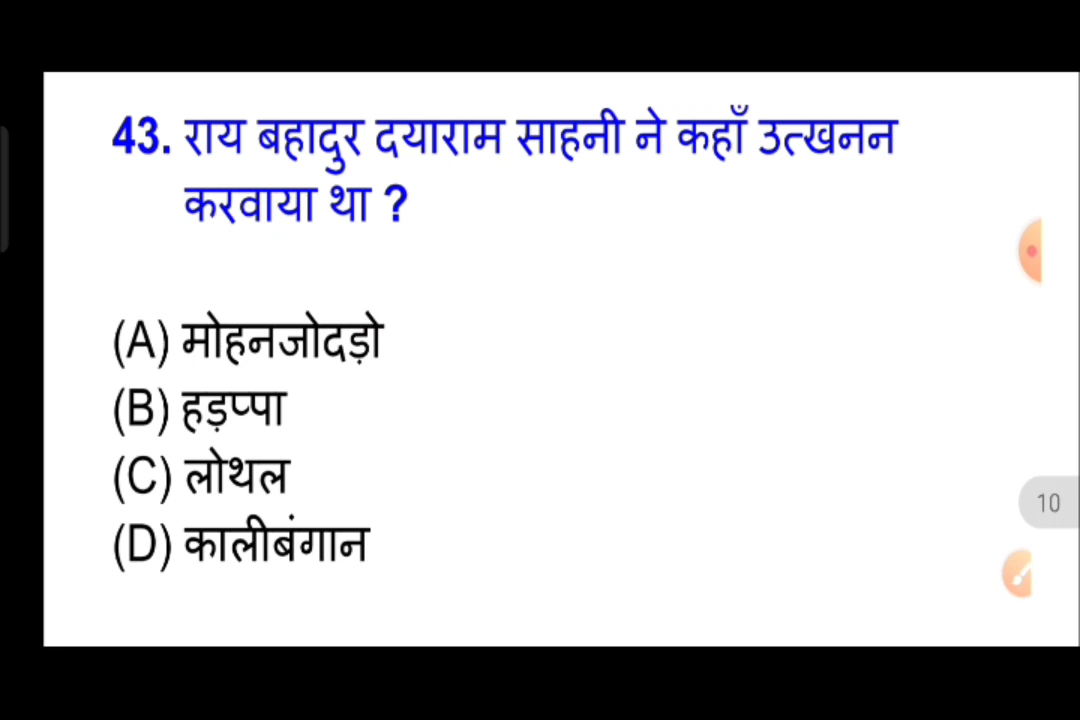 43. राय बहादुर दयाराम साहनी ने कहाँ उत्खनन
करवाया था ?
(A) मोहनजोदड़ो
(B) हड़प्पा
(C) लोथल
(D) कालीबंगान
10